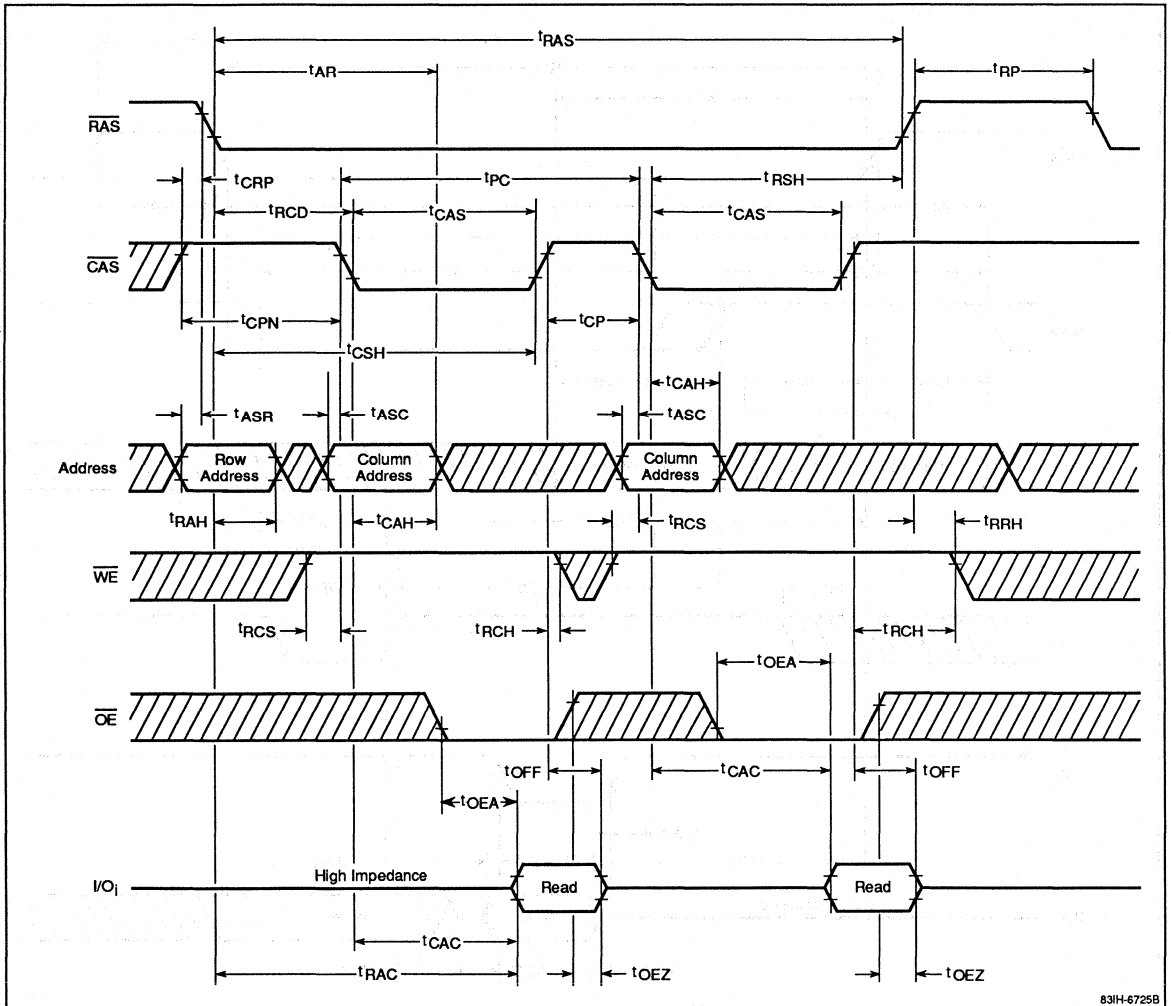 tRAS
tAR
tRP
RAS
tCRP
tPC
tRSH
tRCD
tCAS
tCAS
CAS
tCPN
tCP
tCSH
tCAH
tASR
tASC
tASC
Address
Row Address
Column Address
Column Address
tRAH
tCAH
tRCS
tRRH
WE
tRCS
tRCH
tRCH
tOEA
OE
tOFF
tCAC
tOFF
tOEA
High Impedance
I/Oi
Read
Read
tCAC
tRAC
tOEZ
tOEZ
83IH-6725B